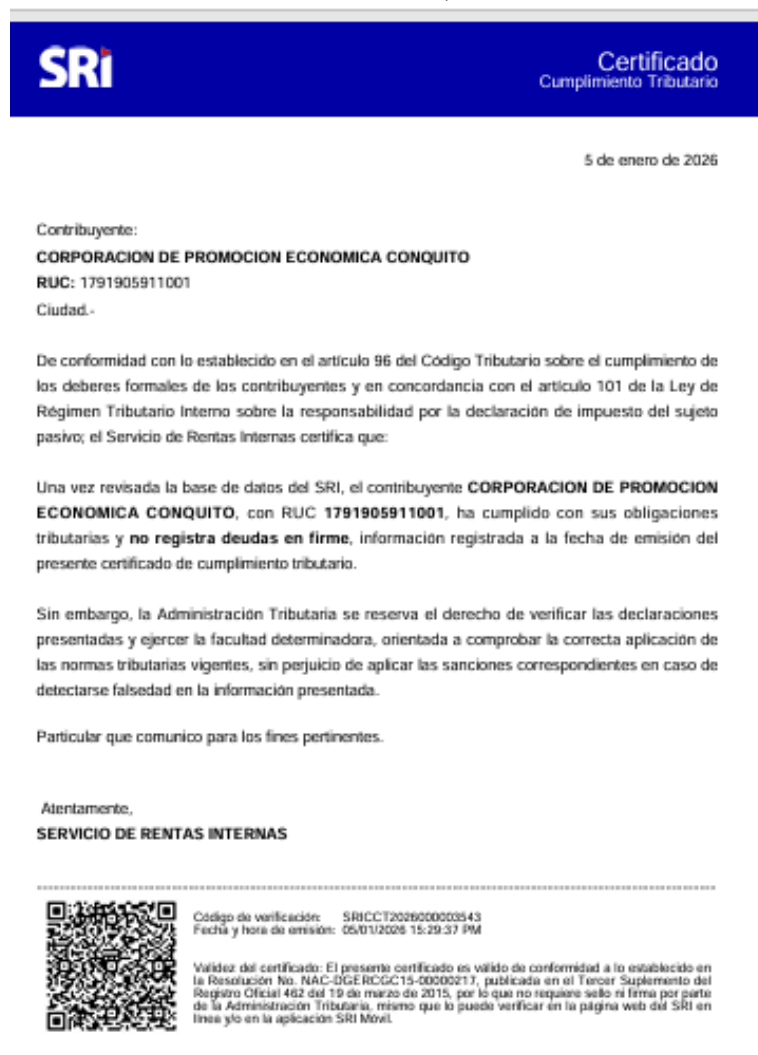 SRi
Certificado
Cumplimiento Tributario
5 de enero de 2026
Contribuyente:
CORPORACION DE PROMOCION ECONOMICA CONQUITO
RUC: 1791905911001
Ciudad.-
De conformidad con lo establecido en el artículo 96 del Código Tributario sobre el cumplimiento de
los deberes formales de los contribuyentes y en concordancia con el artículo 101 de la Ley de
Régimen Tributario Interno sobre la responsabilidad por la declaración de impuesto del sujeto
pasivo; el Servicio de Rentas Internas certifica que:
Una vez revisada la base de datos del SRI, el contribuyente CORPORACION DE PROMOCION
ECONOMICA CONQUITO, con RUC 1791905911001, ha cumplido con sus obligaciones
tributarias y no registra deudas en firme, información registrada a la fecha de emisión del
presente certificado de cumplimiento tributario.
Sin embargo, la Administración Tributaria se reserva el derecho de verificar las declaraciones
presentadas y ejercer la facultad determinadora, orientada a comprobar la correcta aplicación de
las normas tributarias vigentes, sin perjuicio de aplicar las sanciones correspondientes en caso de
detectarse falsedad en la información presentada.
Particular que comunico para los fines pertinentes.
Atentamente,
SERVICIO DE RENTAS INTERNAS
Código de verificación: SRICCT2026000003543
Fecha y hora de emisión: 05/01/2026 15:29:37 PM
Validez del certificado: El presente certificado es válido de conformidad a lo establecido en
la Resolución No. NAC-DGERCGC15-00000217, publicada en el Tercer Suplemento del
Registro Oficial 462 del 19 de marzo de 2015, por lo que no requiere sello ni firma por parte
de la Administración Tributaria, mismo que lo puede verificar en la página web del SRI en
línea y/o en la aplicación SRI Móvil.